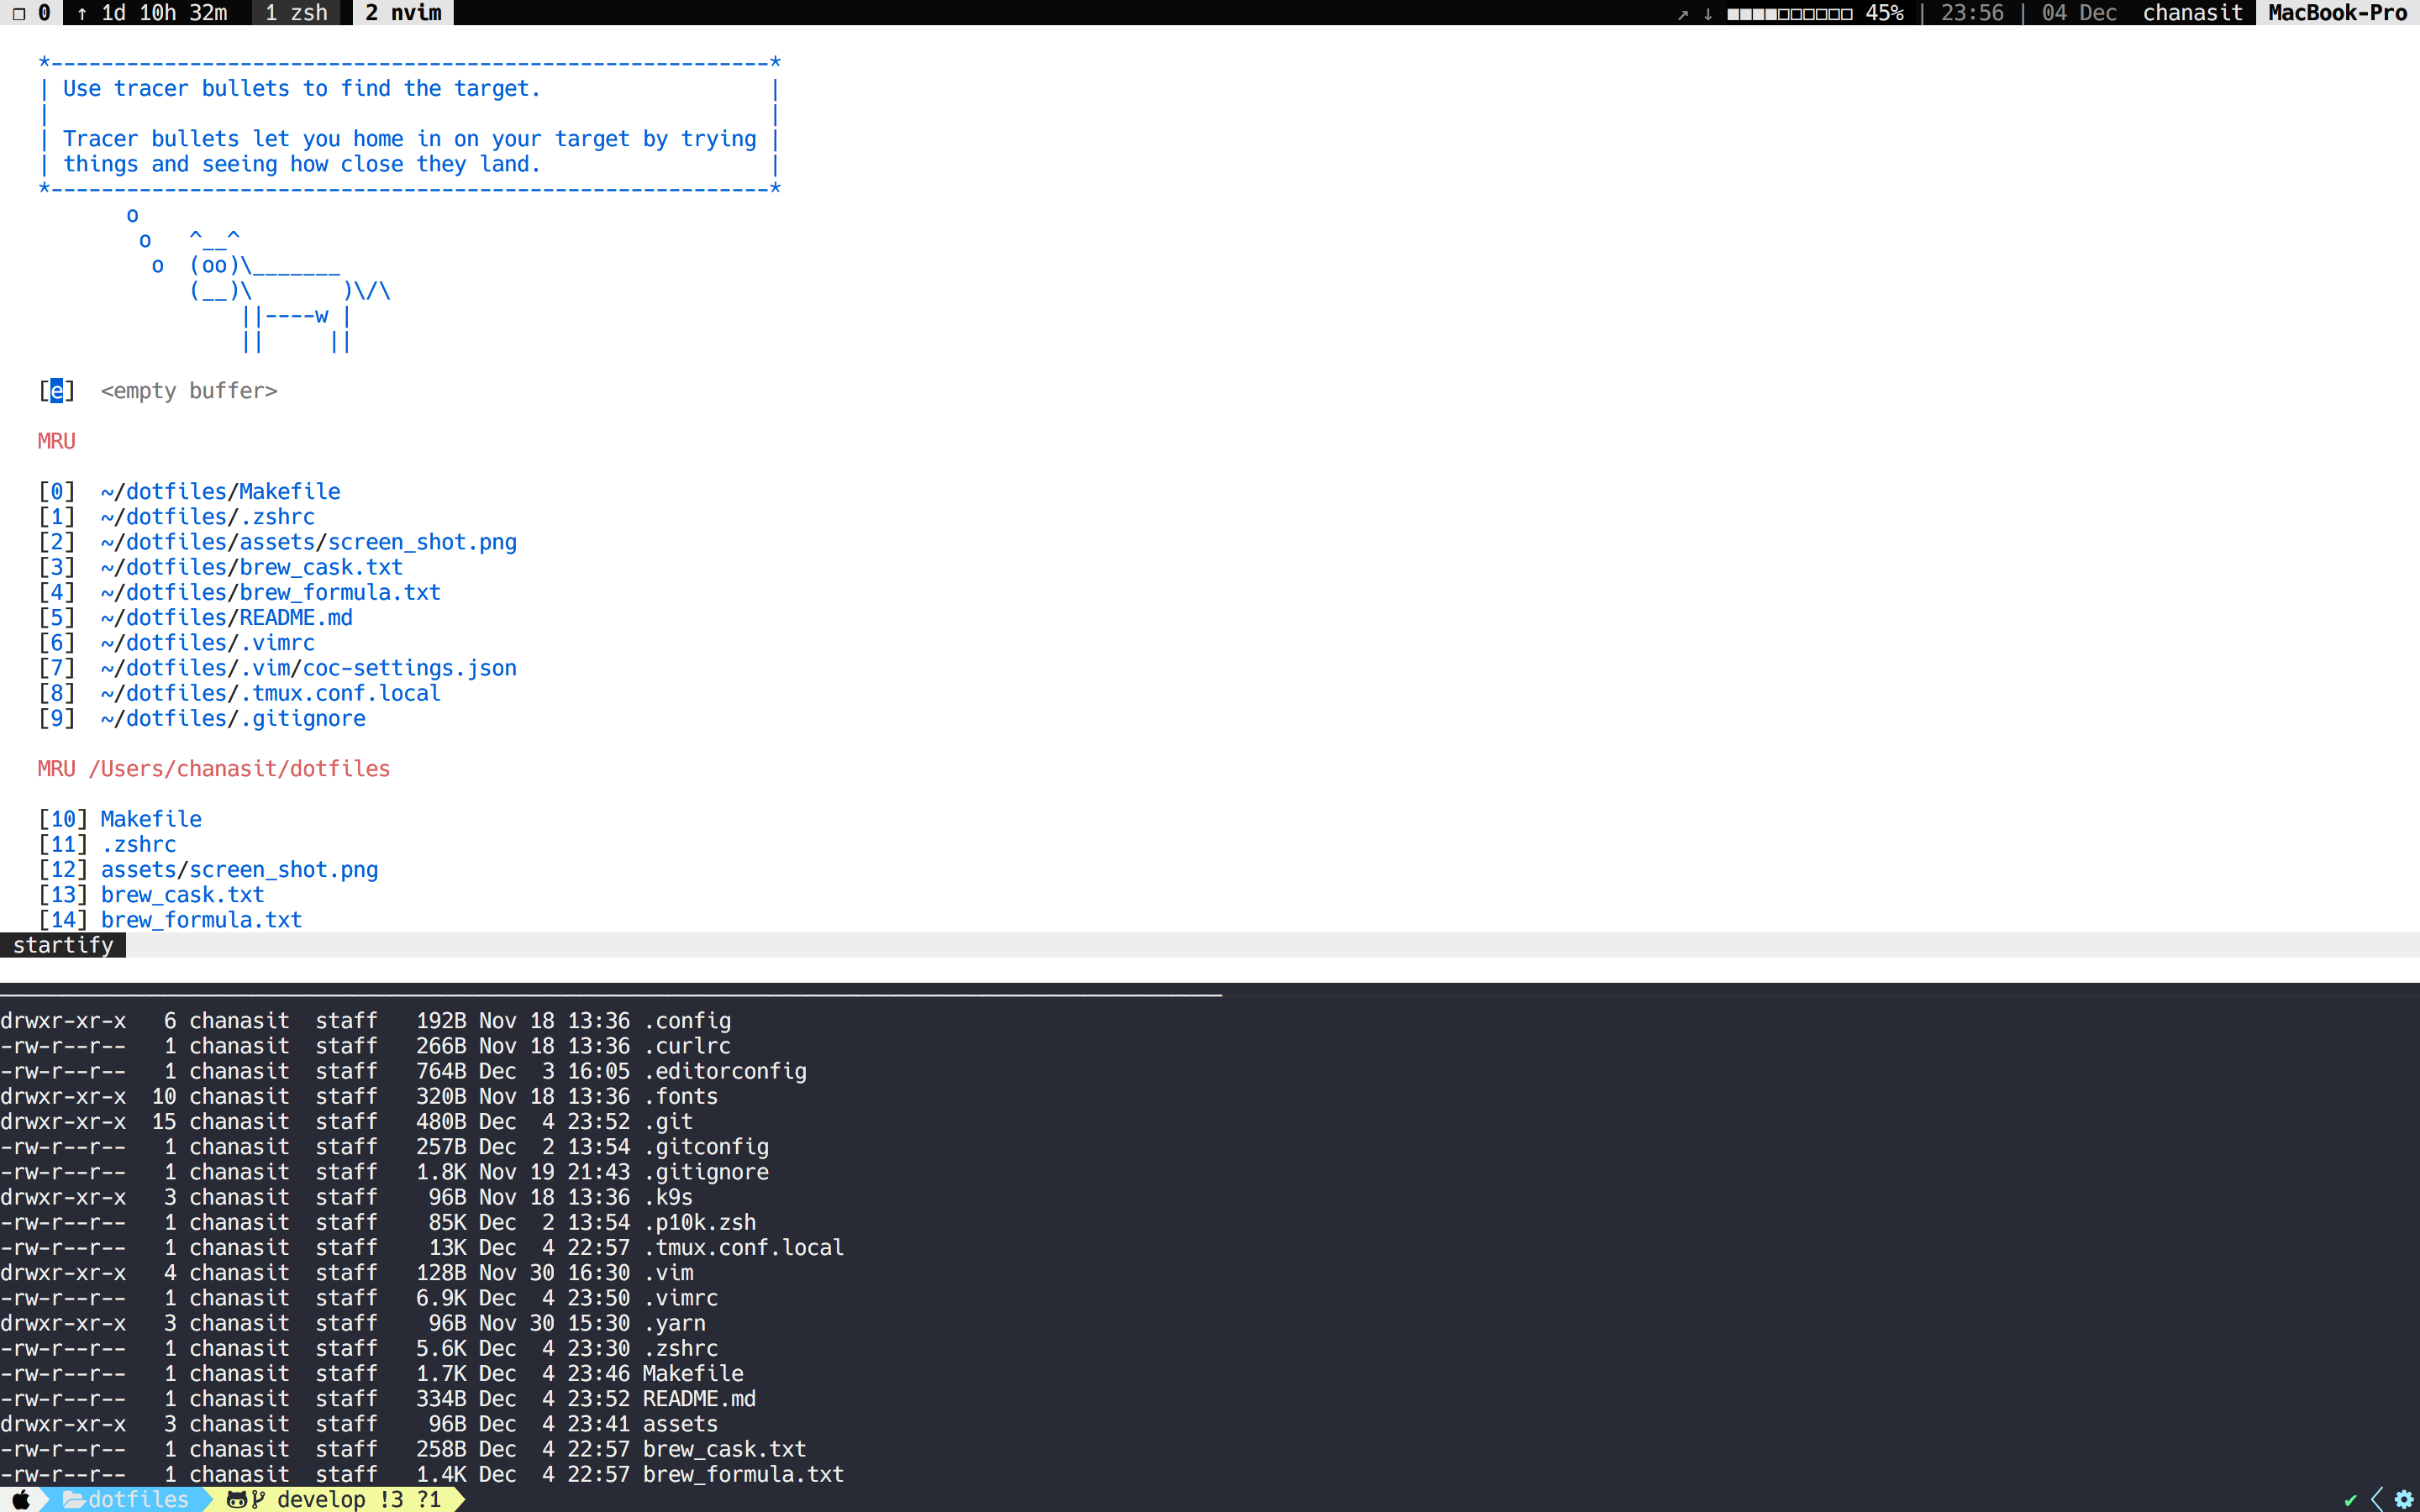 ❐ 0  ↑ 1d 10h 32m  1 zsh  2 nvim  ↗ ↓ ■■■■□□□□□□ 45% | 23:56 | 04 Dec  chanasit  MacBook-Pro
*---------------------------------------------------------*
| Use tracer bullets to find the target.                   |
|                                                          |
| Tracer bullets let you home in on your target by trying |
| things and seeing how close they land.                   |
*---------------------------------------------------------*
       o
        o   ^__^
         o  (oo)\_______
            (__)\       )\/\
                ||----w |
                ||     ||
[e]  <empty buffer>
MRU
[0]  ~/dotfiles/Makefile
[1]  ~/dotfiles/.zshrc
[2]  ~/dotfiles/assets/screen_shot.png
[3]  ~/dotfiles/brew_cask.txt
[4]  ~/dotfiles/brew_formula.txt
[5]  ~/dotfiles/README.md
[6]  ~/dotfiles/.vimrc
[7]  ~/dotfiles/.vim/coc-settings.json
[8]  ~/dotfiles/.tmux.conf.local
[9]  ~/dotfiles/.gitignore
MRU /Users/chanasit/dotfiles
[10] Makefile
[11] .zshrc
[12] assets/screen_shot.png
[13] brew_cask.txt
[14] brew_formula.txt
startify
drwxr-xr-x   6 chanasit  staff   192B Nov 18 13:36 .config
-rw-r--r--   1 chanasit  staff   266B Nov 18 13:36 .curlrc
-rw-r--r--   1 chanasit  staff   764B Dec  3 16:05 .editorconfig
drwxr-xr-x  10 chanasit  staff   320B Nov 18 13:36 .fonts
drwxr-xr-x  15 chanasit  staff   480B Dec  4 23:52 .git
-rw-r--r--   1 chanasit  staff   257B Dec  2 13:54 .gitconfig
-rw-r--r--   1 chanasit  staff   1.8K Nov 19 21:43 .gitignore
drwxr-xr-x   3 chanasit  staff    96B Nov 18 13:36 .k9s
-rw-r--r--   1 chanasit  staff    85K Dec  2 13:54 .p10k.zsh
-rw-r--r--   1 chanasit  staff    13K Dec  4 22:57 .tmux.conf.local
drwxr-xr-x   4 chanasit  staff   128B Nov 30 16:30 .vim
-rw-r--r--   1 chanasit  staff   6.9K Dec  4 23:50 .vimrc
drwxr-xr-x   3 chanasit  staff    96B Nov 30 15:30 .yarn
-rw-r--r--   1 chanasit  staff   5.6K Dec  4 23:30 .zshrc
-rw-r--r--   1 chanasit  staff   1.7K Dec  4 23:46 Makefile
-rw-r--r--   1 chanasit  staff   334B Dec  4 23:52 README.md
drwxr-xr-x   3 chanasit  staff    96B Dec  4 23:41 assets
-rw-r--r--   1 chanasit  staff   258B Dec  4 22:57 brew_cask.txt
-rw-r--r--   1 chanasit  staff   1.4K Dec  4 22:57 brew_formula.txt
dotfiles  develop !3 ?1  ✔